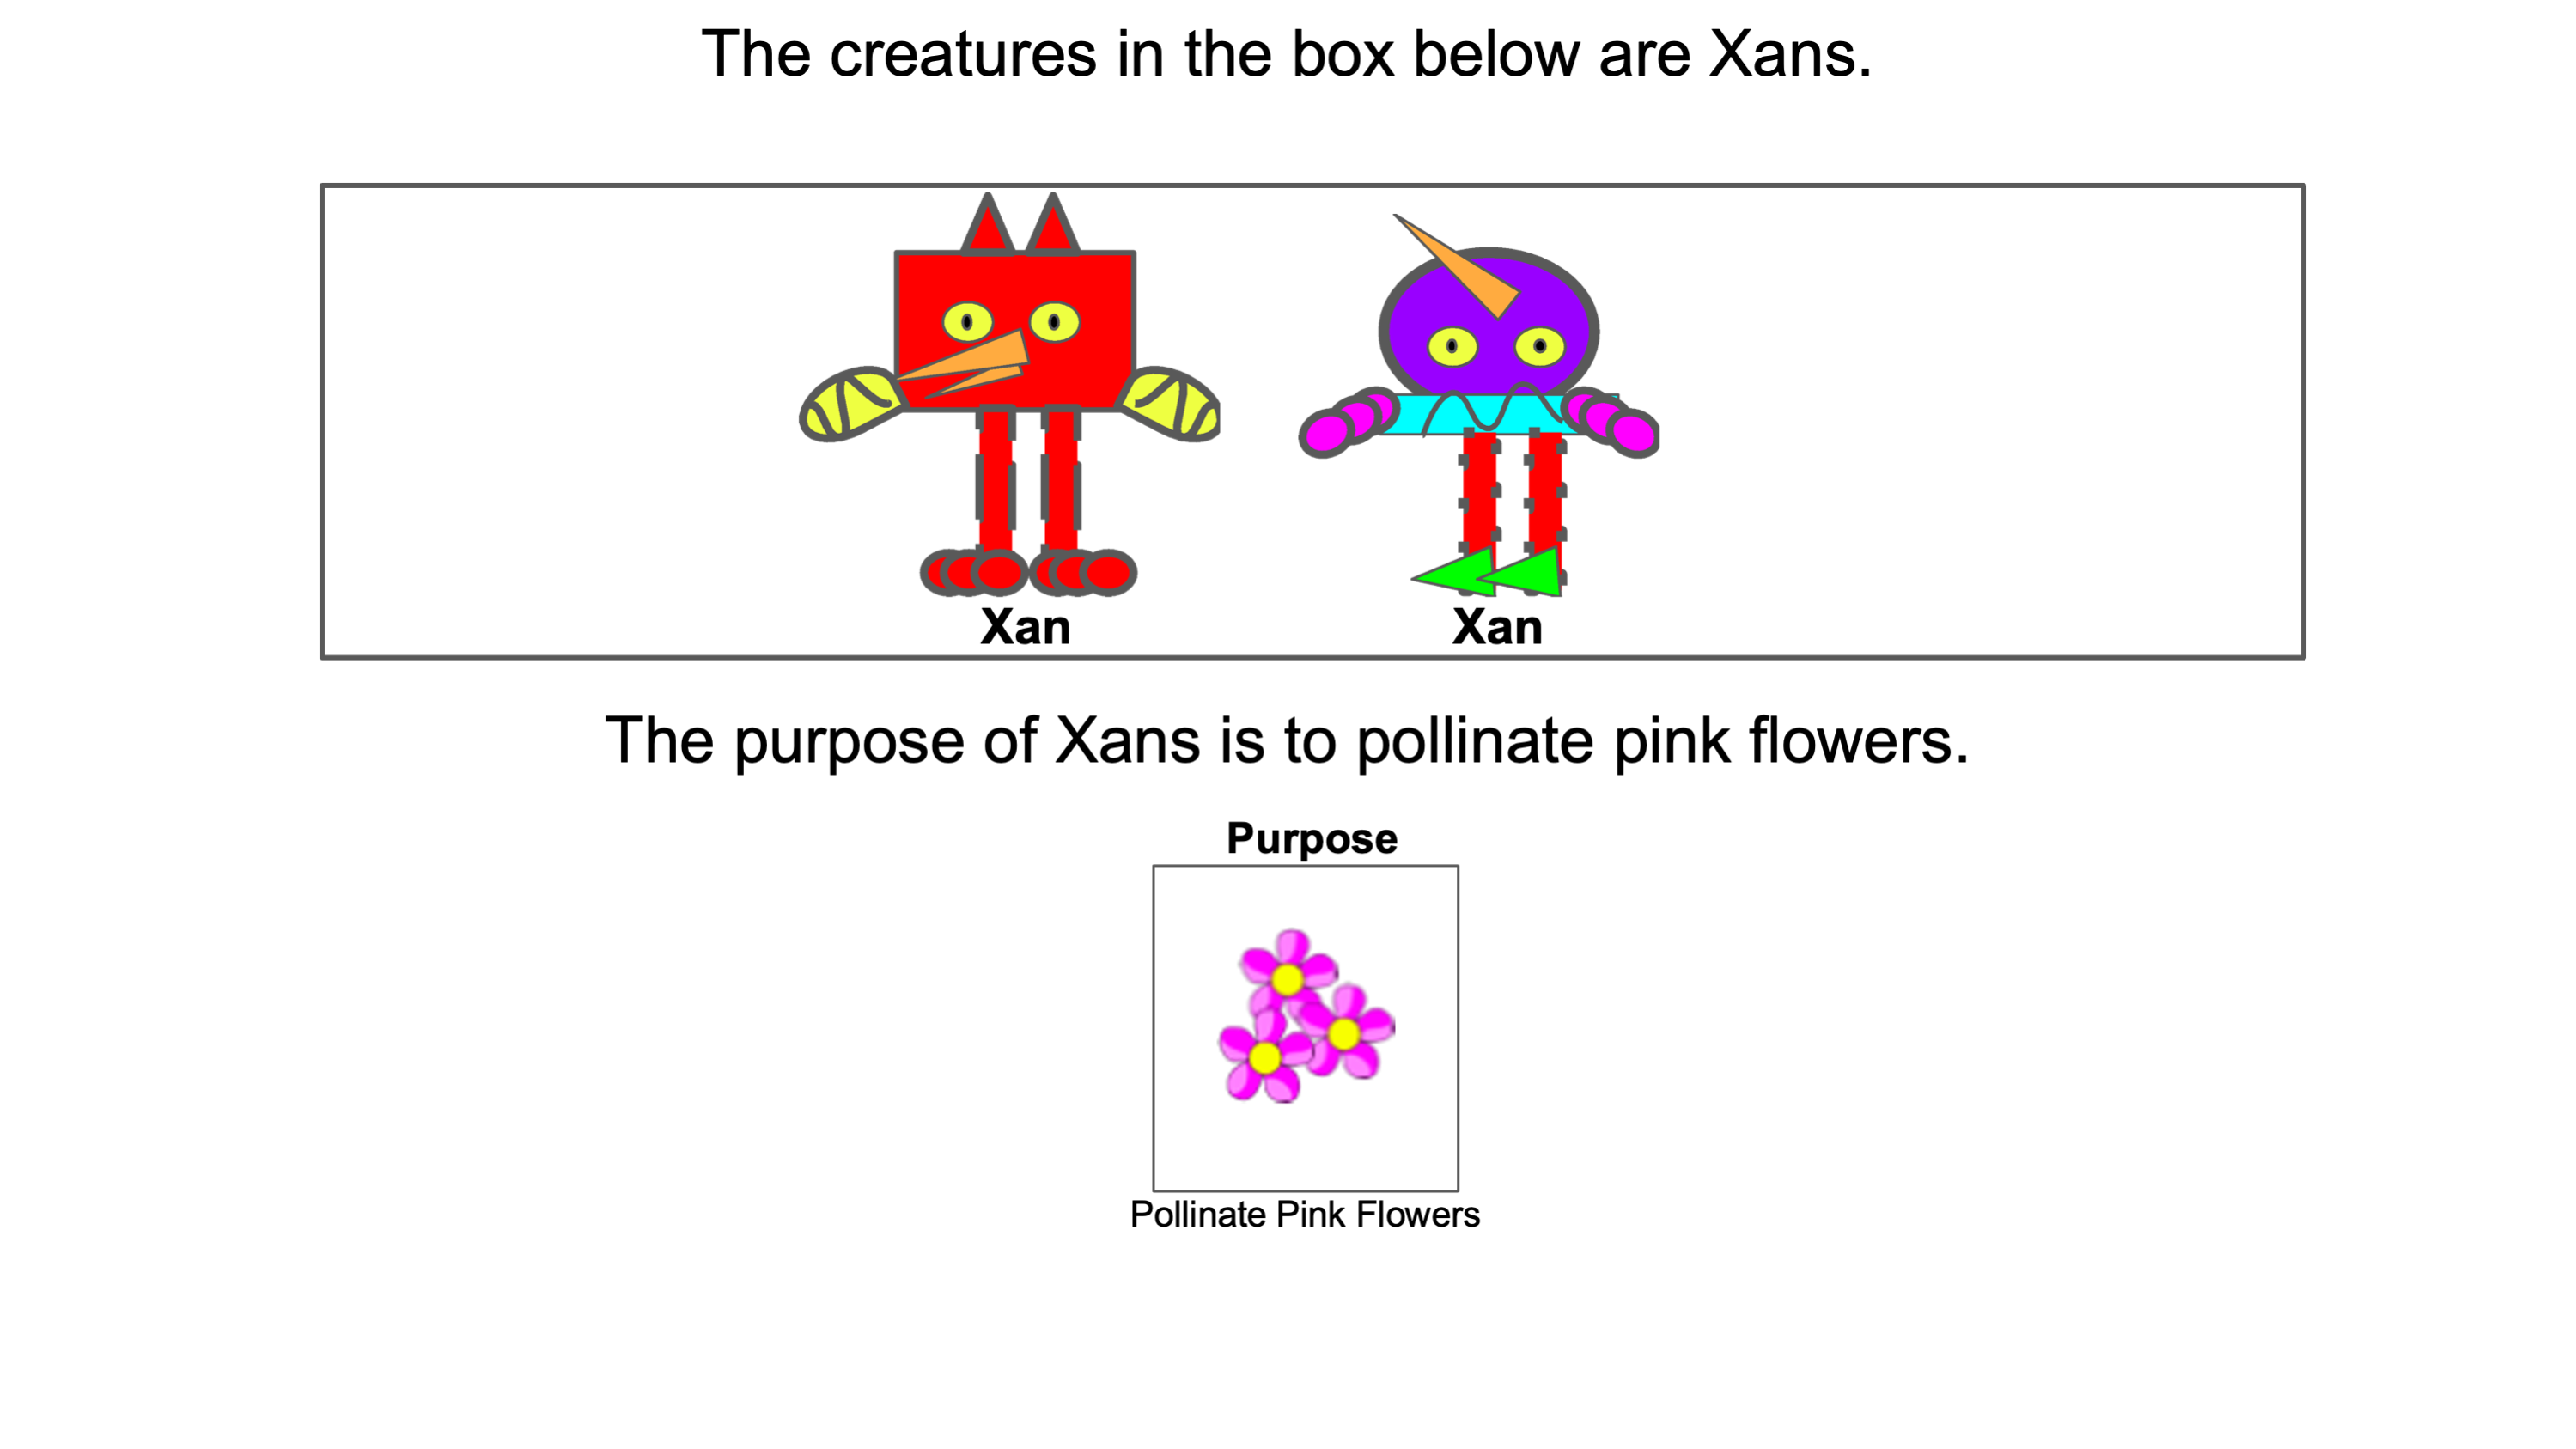 The creatures in the box below are Xans.
Xan
Xan
The purpose of Xans is to pollinate pink flowers.
Purpose
Pollinate Pink Flowers